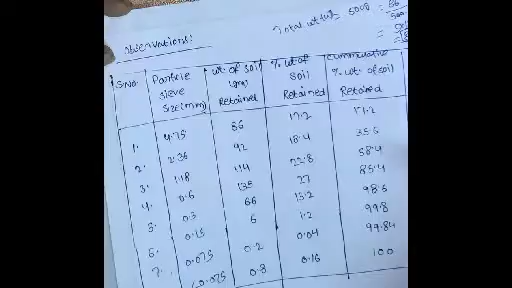 Observations:
Total wt of soil 500g = 86
500
S.No. Particle sieve size(mm) wt. of soil (gm) Retained % wt. of soil Retained Cummulative % wt. of soil Retained
1. 4.75 86 17.2 17.2
2. 2.36 92 18.4 35.6
3. 1.18 114 22.8 58.4
4. 0.6 135 27 85.4
5. 0.3 66 13.2 98.6
6. 0.15 6 1.2 99.8
7. 0.075 0.2 0.04 99.84
<0.075 0.8 0.16 100